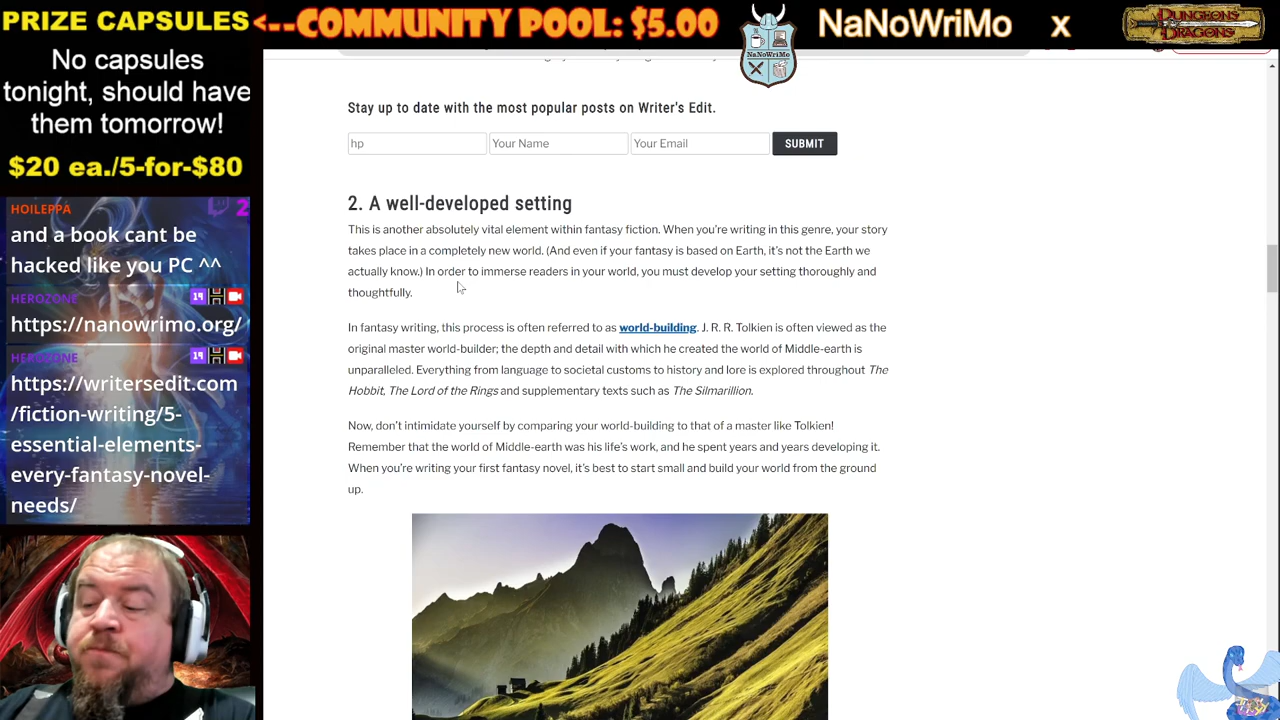 PRIZE CAPSULES
No capsules
tonight, should have
them tomorrow!
$20 ea./5-for-$80
<--COMMUNITY POOL: $5.00
NaNoWriMo
NaNoWriMo
x
DUNGEONS
&
DRAGONS
HOILEPPA
2
and a book cant be
hacked like you PC ^^
HEROZONE
19
https://nanowrimo.org/
HEROZONE
19
https://writersedit.com
/fiction-writing/5-
essential-elements-
every-fantasy-novel-
needs/
Stay up to date with the most popular posts on Writer's Edit.
hp
Your Name
Your Email
SUBMIT
2. A well-developed setting
This is another absolutely vital element within fantasy fiction. When you're writing in this genre, your story
takes place in a completely new world. (And even if your fantasy is based on Earth, it's not the Earth we
actually know.) In order to immerse readers in your world, you must develop your setting thoroughly and
thoughtfully.
In fantasy writing, this process is often referred to as world-building. J. R. R. Tolkien is often viewed as the
original master world-builder; the depth and detail with which he created the world of Middle-earth is
unparalleled. Everything from language to societal customs to history and lore is explored throughout The
Hobbit, The Lord of the Rings and supplementary texts such as The Silmarillion.
Now, don't intimidate yourself by comparing your world-building to that of a master like Tolkien!
Remember that the world of Middle-earth was his life's work, and he spent years and years developing it.
When you're writing your first fantasy novel, it's best to start small and build your world from the ground
up.